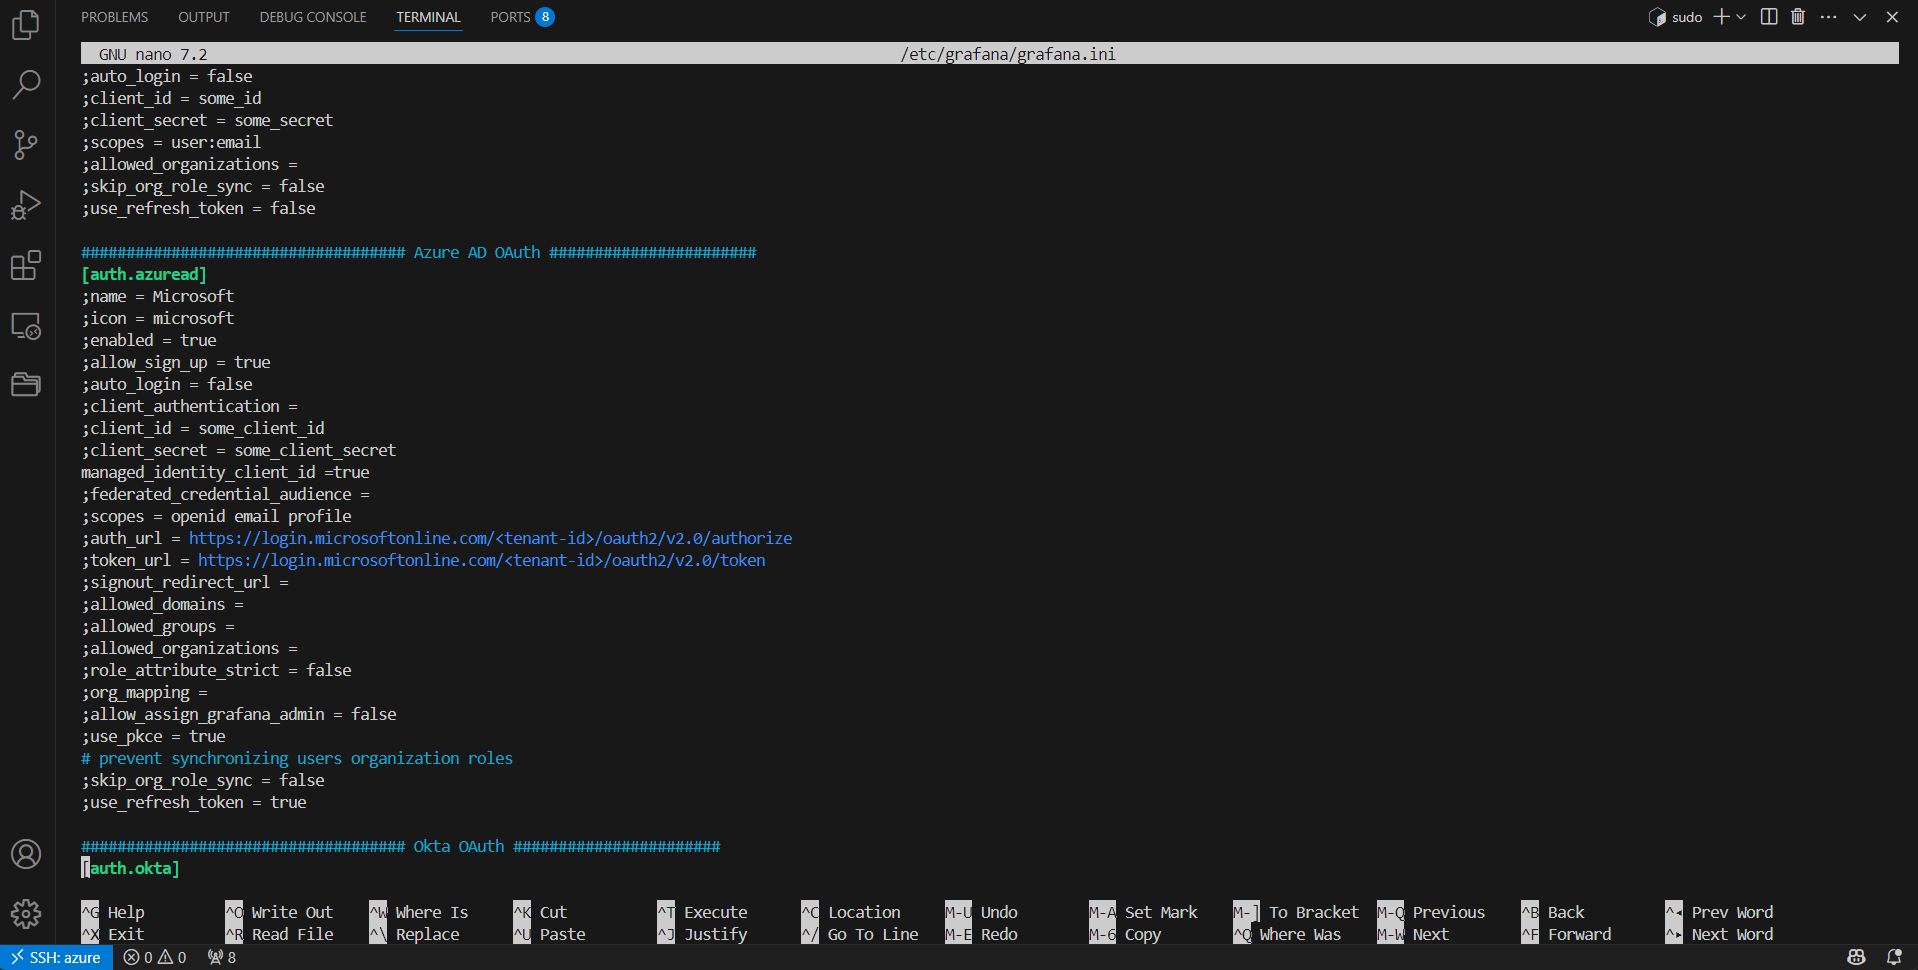 PROBLEMS OUTPUT DEBUG CONSOLE TERMINAL PORTS 8 sudo
GNU nano 7.2 /etc/grafana/grafana.ini
;auto_login = false
;client_id = some_id
;client_secret = some_secret
;scopes = user:email
;allowed_organizations =
;skip_org_role_sync = false
;use_refresh_token = false
#################################### Azure AD OAuth #######################
[auth.azuread]
;name = Microsoft
;icon = microsoft
;enabled = true
;allow_sign_up = true
;auto_login = false
;client_authentication =
;client_id = some_client_id
;client_secret = some_client_secret
managed_identity_client_id =true
;federated_credential_audience =
;scopes = openid email profile
;auth_url = https://login.microsoftonline.com/<tenant-id>/oauth2/v2.0/authorize
;token_url = https://login.microsoftonline.com/<tenant-id>/oauth2/v2.0/token
;signout_redirect_url =
;allowed_domains =
;allowed_groups =
;allowed_organizations =
;role_attribute_strict = false
;org_mapping =
;allow_assign_grafana_admin = false
;use_pkce = true
# prevent synchronizing users organization roles
;skip_org_role_sync = false
;use_refresh_token = true
#################################### Okta OAuth #######################
[auth.okta]
^G Help ^O Write Out ^W Where Is ^K Cut ^T Execute ^C Location M-U Undo M-A Set Mark M-] To Bracket M-Q Previous ^B Back ^◂ Prev Word
^X Exit ^R Read File ^\ Replace ^U Paste ^J Justify ^/ Go To Line M-E Redo M-6 Copy ^Q Where Was M-W Next ^F Forward ^▸ Next Word
SSH: azure 0 0 8